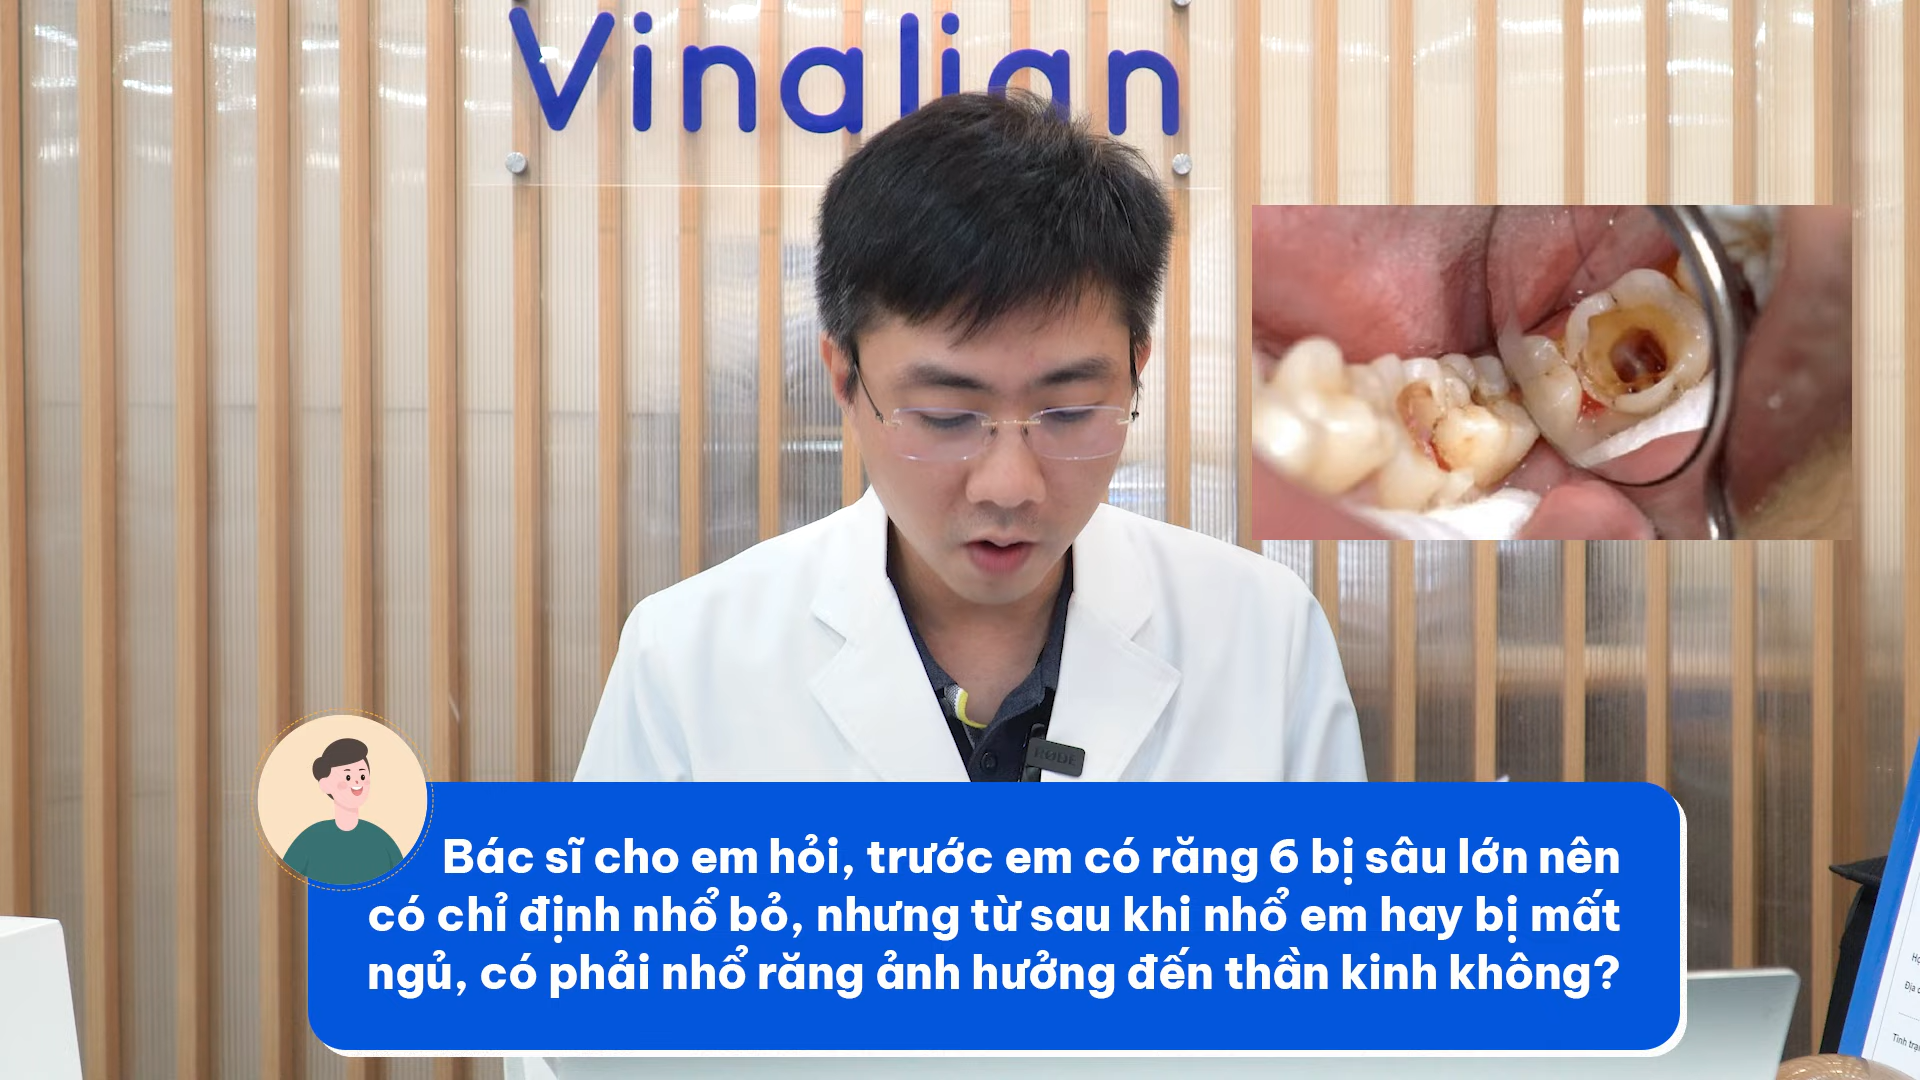 Vinalign
RØDE
Bác sĩ cho em hỏi, trước em có răng 6 bị sâu lớn nên
có chỉ định nhổ bỏ, nhưng từ sau khi nhổ em hay bị mất
ngủ, có phải nhổ răng ảnh hưởng đến thần kinh không?